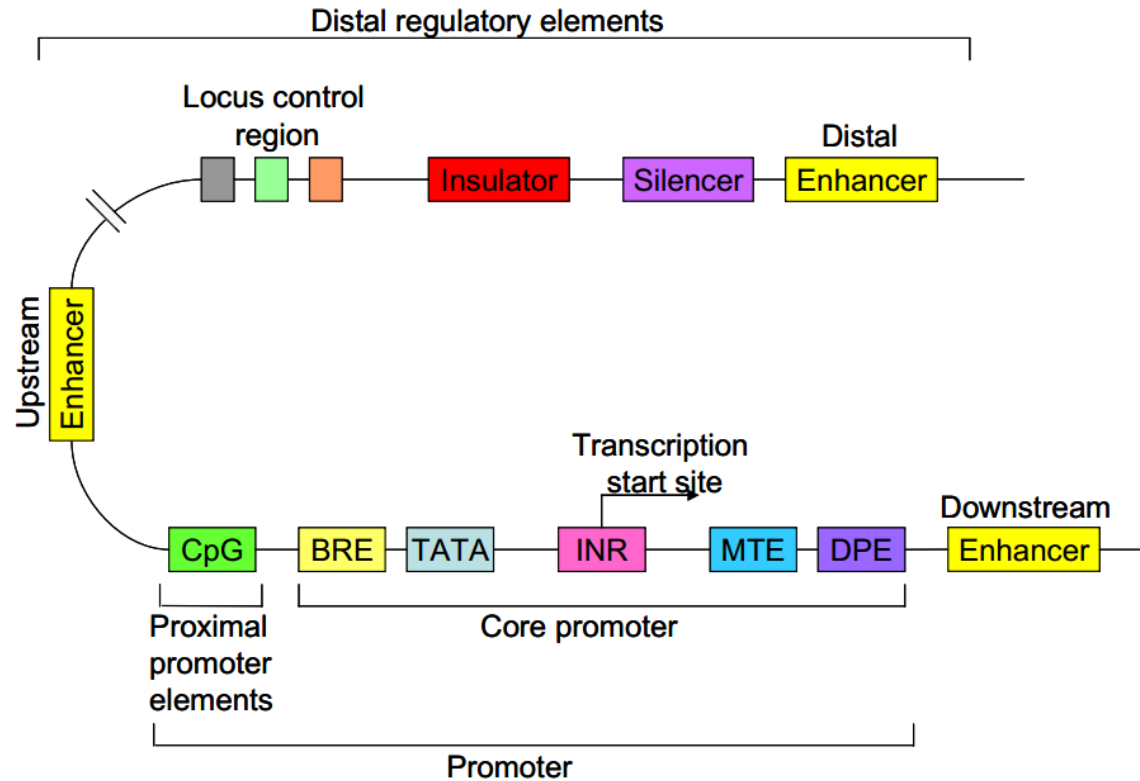 Distal regulatory elements
Locus control
region
Distal
Insulator
Silencer
Enhancer
Upstream
Enhancer
Transcription
start site
Downstream
CpG
BRE
TATA
INR
MTE
DPE
Enhancer
Proximal
promoter
elements
Core promoter
Promoter